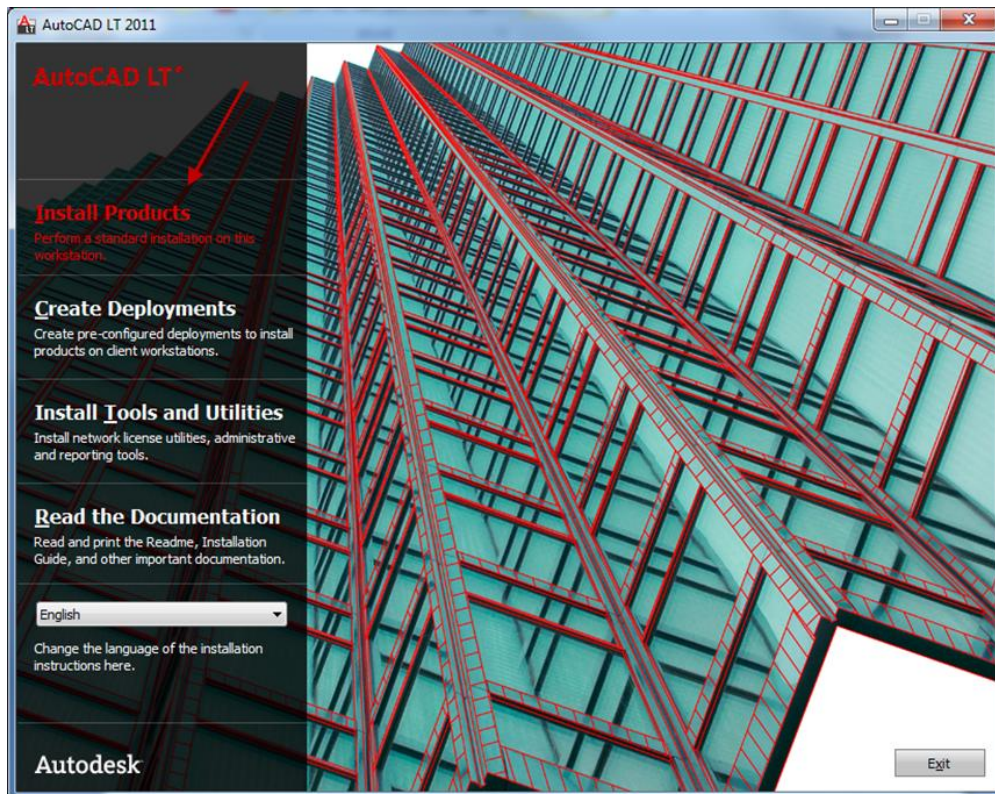 AutoCAD LT 2011
AutoCAD LT
Install Products
Perform a standard installation on this
workstation.
Create Deployments
Create pre-configured deployments to install
products on client workstations.
Install Tools and Utilities
Install network license utilities, administrative
and reporting tools.
Read the Documentation
Read and print the Readme, Installation
Guide, and other important documentation.
English
Change the language of the installation
instructions here.
Autodesk
Exit